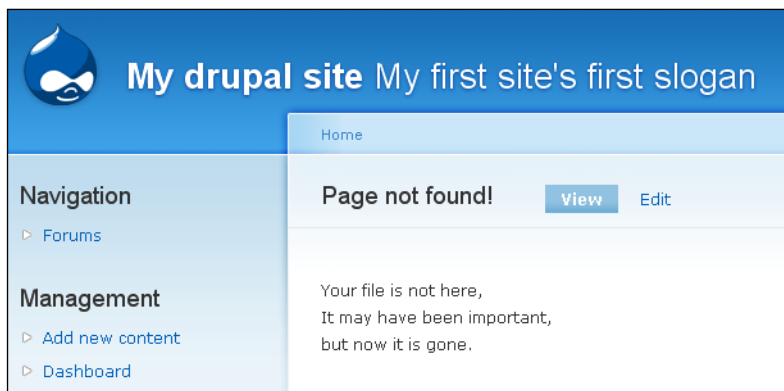 My drupal site My first site's first slogan
Home
Navigation
Forums
Management
Add new content
Dashboard
Page not found!
View
Edit
Your file is not here,
It may have been important,
but now it is gone.